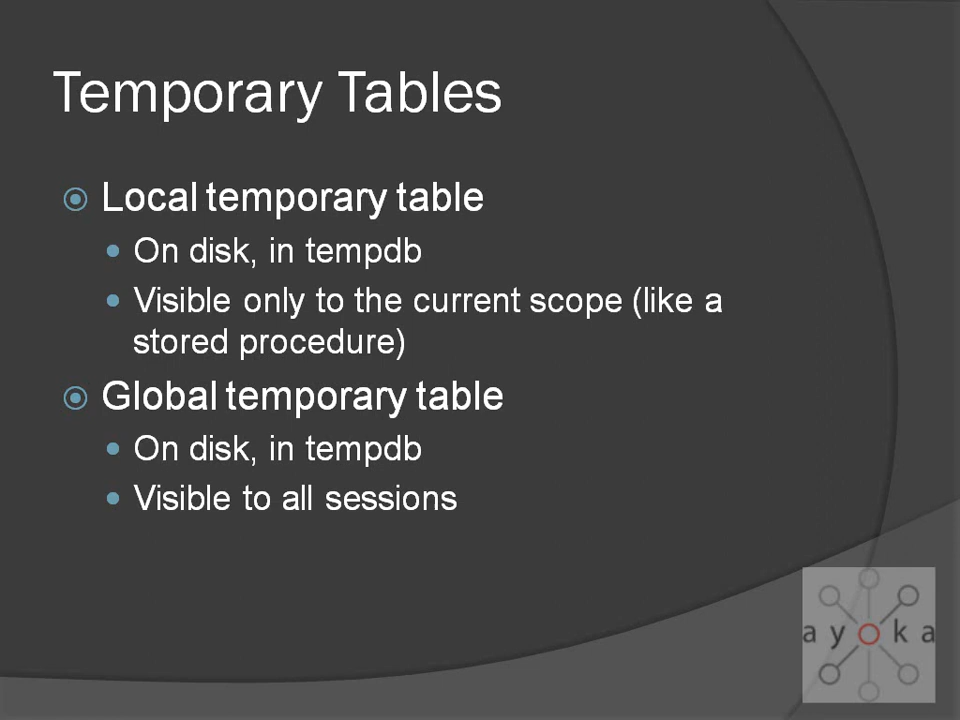 Temporary Tables
Local temporary table
On disk, in tempdb
Visible only to the current scope (like a
stored procedure)
Global temporary table
On disk, in tempdb
Visible to all sessions
ayoka